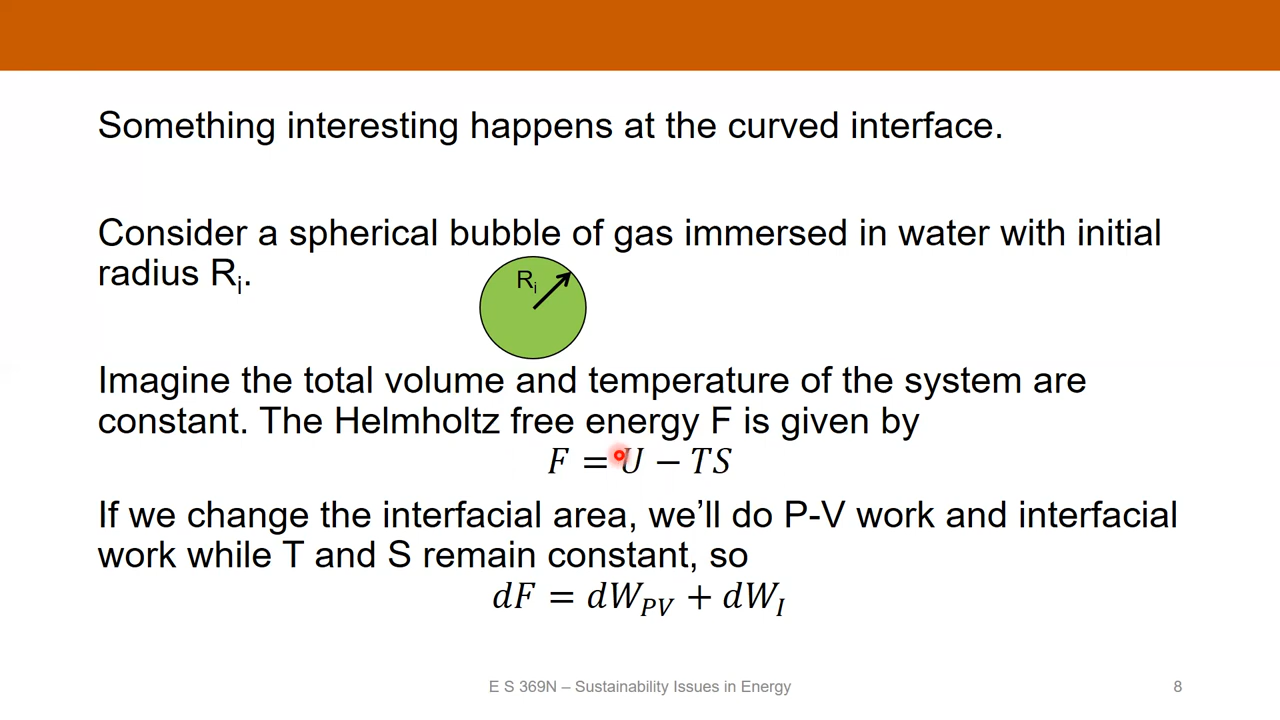 Something interesting happens at the curved interface.
Consider a spherical bubble of gas immersed in water with initial
radius Rᵢ.
Rᵢ
Imagine the total volume and temperature of the system are
constant. The Helmholtz free energy F is given by
F = U − TS
If we change the interfacial area, we’ll do P-V work and interfacial
work while T and S remain constant, so
dF = dW_PV + dW_I
E S 369N – Sustainability Issues in Energy
8